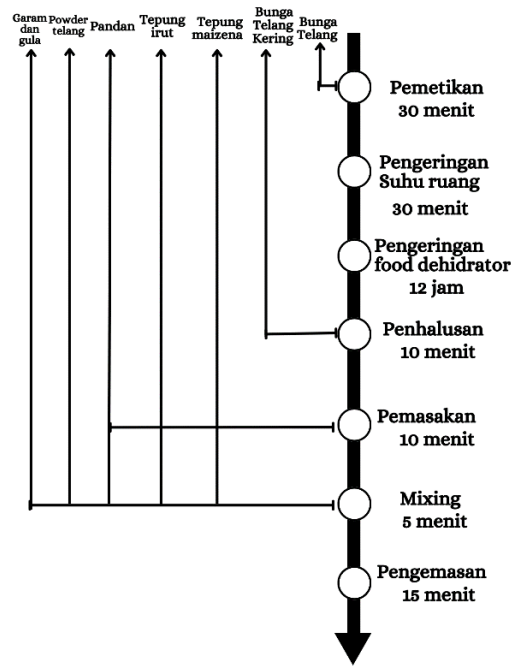 Garam
dan
gula
Powder
telang
Pandan
Tepung
irut
Tepung
maizena
Bunga
Telang
Kering
Bunga
Telang
Pemetikan
30 menit
Pengeringan
Suhu ruang
30 menit
Pengeringan
food dehidrator
12 jam
Penhalusan
10 menit
Pemasakan
10 menit
Mixing
5 menit
Pengemasan
15 menit